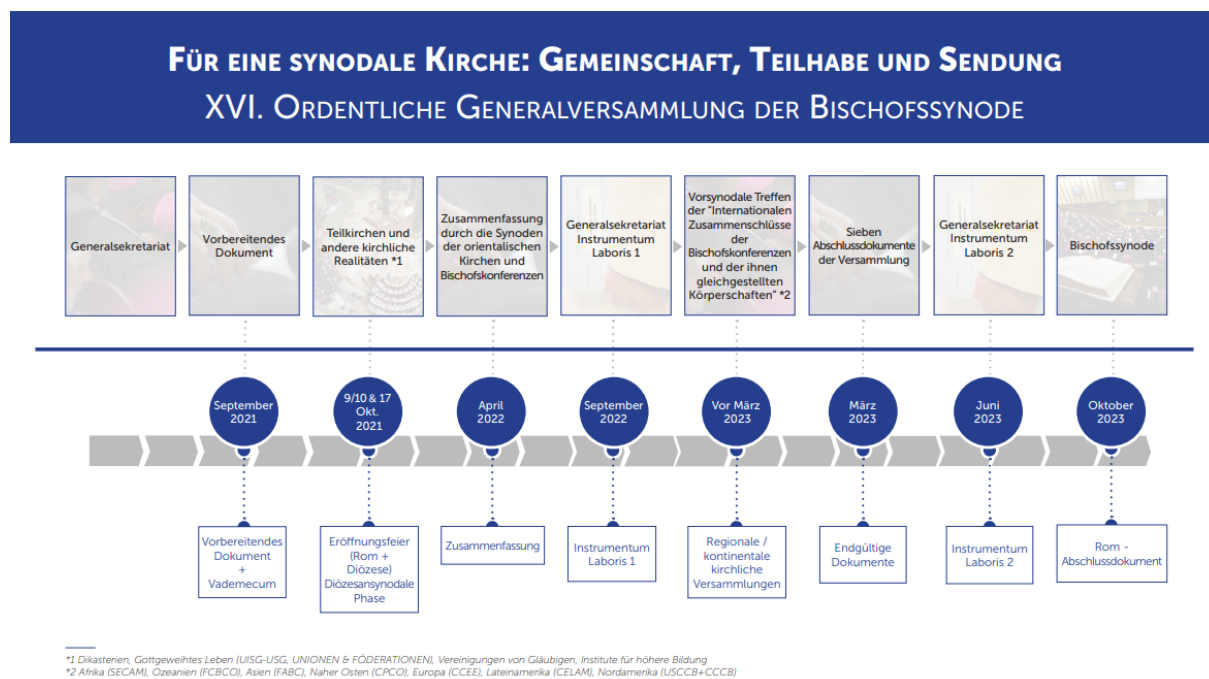 Für eine synodale Kirche: Gemeinschaft, Teilhabe und Sendung
XVI. Ordentliche Generalversammlung der Bischofssynode
Generalsekretariat
Vorbereitendes
Dokument
Teilkirchen und
andere kirchliche
Realitäten *1
Zusammenfassung
durch die Synoden
der orientalischen
Kirchen und
Bischofskonferenzen
Generalsekretariat
Instrumentum
Laboris 1
Vorsynodale Treffen
der "Internationalen
Zusammenschlüsse
der
Bischofskonferenzen
und der ihnen
gleichgestellten
Körperschaften" *2
Sieben
Abschlussdokumente
der Versammlung
Generalsekretariat
Instrumentum
Laboris 2
Bischofssynode
September
2021
9/10 & 17
Okt.
2021
April
2022
September
2022
Vor März
2023
März
2023
Juni
2023
Oktober
2023
Vorbereitendes
Dokument
+
Vademecum
Eröffnungsfeier
(Rom +
Diözese)
Diözesansynodale
Phase
Zusammenfassung
Instrumentum
Laboris 1
Regionale /
kontinentale
kirchliche
Versammlungen
Endgültige
Dokumente
Instrumentum
Laboris 2
Rom -
Abschlussdokument
*1 Dikasterien, Gottgeweihtes Leben (UISG-USG, UNIONEN & FÖDERATIONEN), Vereinigungen von Gläubigen, Institute für höhere Bildung
*2 Afrika (SECAM), Ozeanien (FCBCO), Asien (FABC), Naher Osten (CPCO), Europa (CCEE), Lateinamerika (CELAM), Nordamerika (USCCB+CCCB)